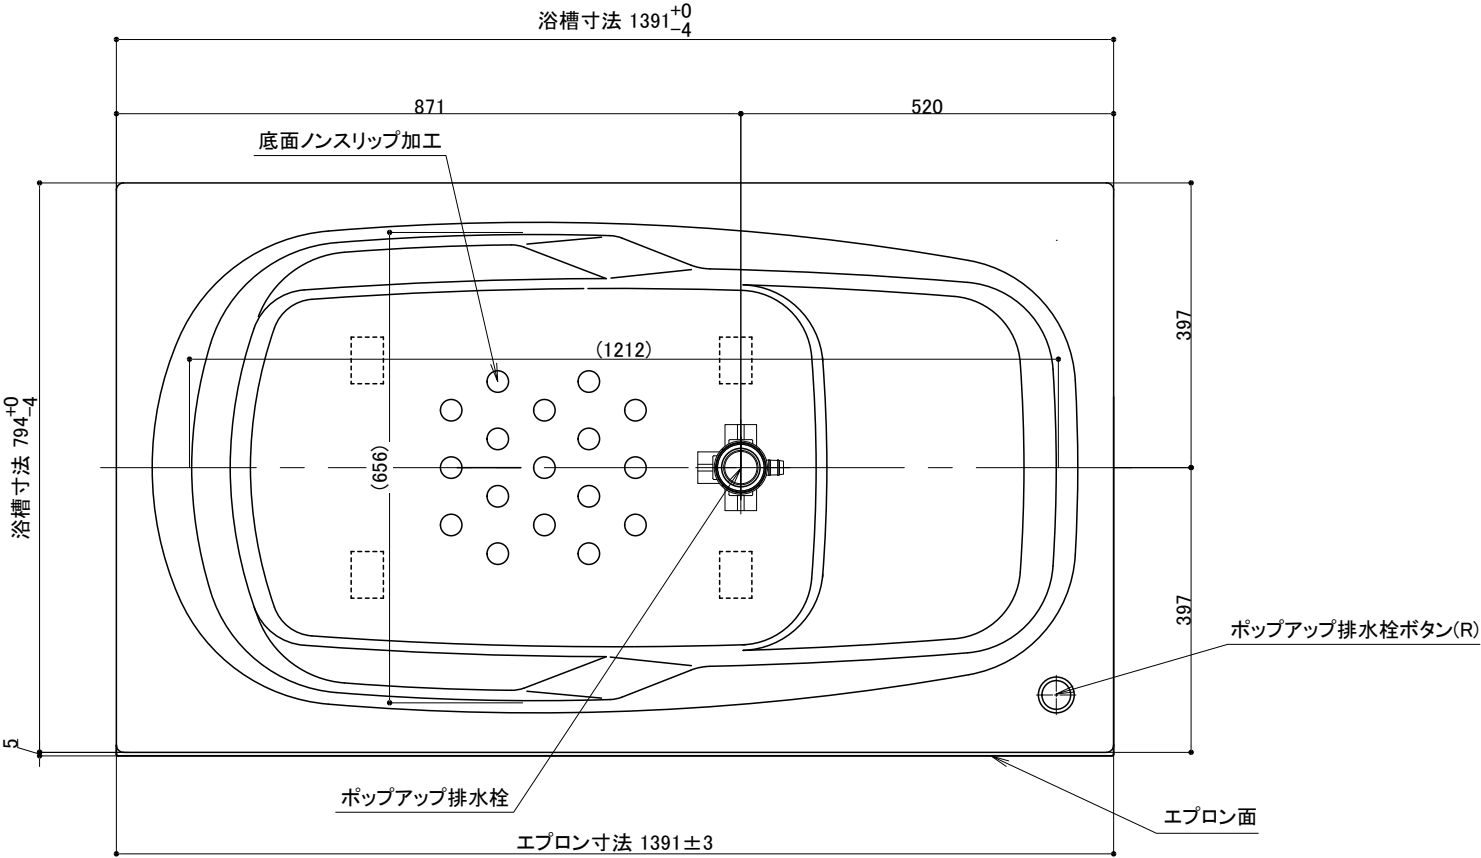 浴槽寸法 1391+0-4
871
520
底面ノンスリップ加工
397
(1212)
浴槽寸法 794+0-4
(656)
397
ポップアップ排水栓ボタン(R)
5
ポップアップ排水栓
エプロン面
エプロン寸法 1391±3